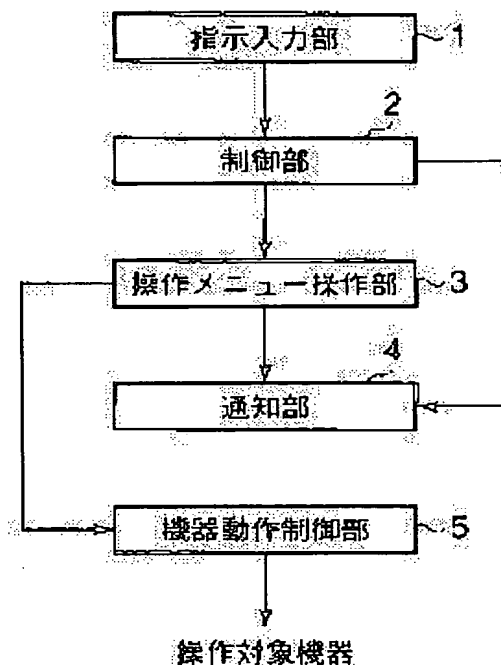 指示入力部 1
2
制御部
操作メニュー操作部 3
4
通知部
機器動作制御部 5
操作対象機器